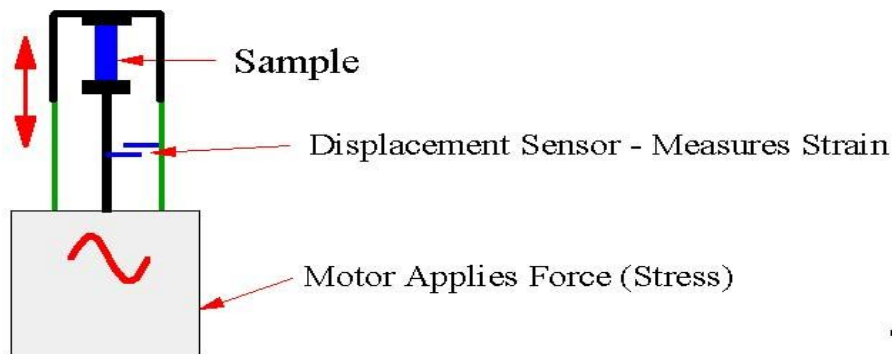 Sample
Displacement Sensor - Measures Strain
Motor Applies Force (Stress)